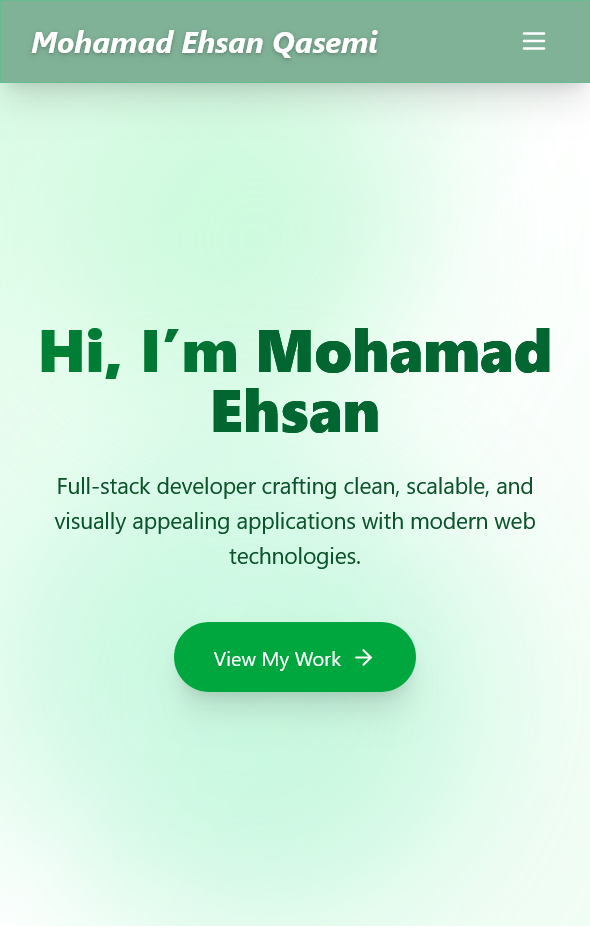 Mohamad Ehsan Qasemi
Hi, I´m Mohamad
Ehsan
Full-stack developer crafting clean, scalable, and
visually appealing applications with modern web
technologies.
View My Work